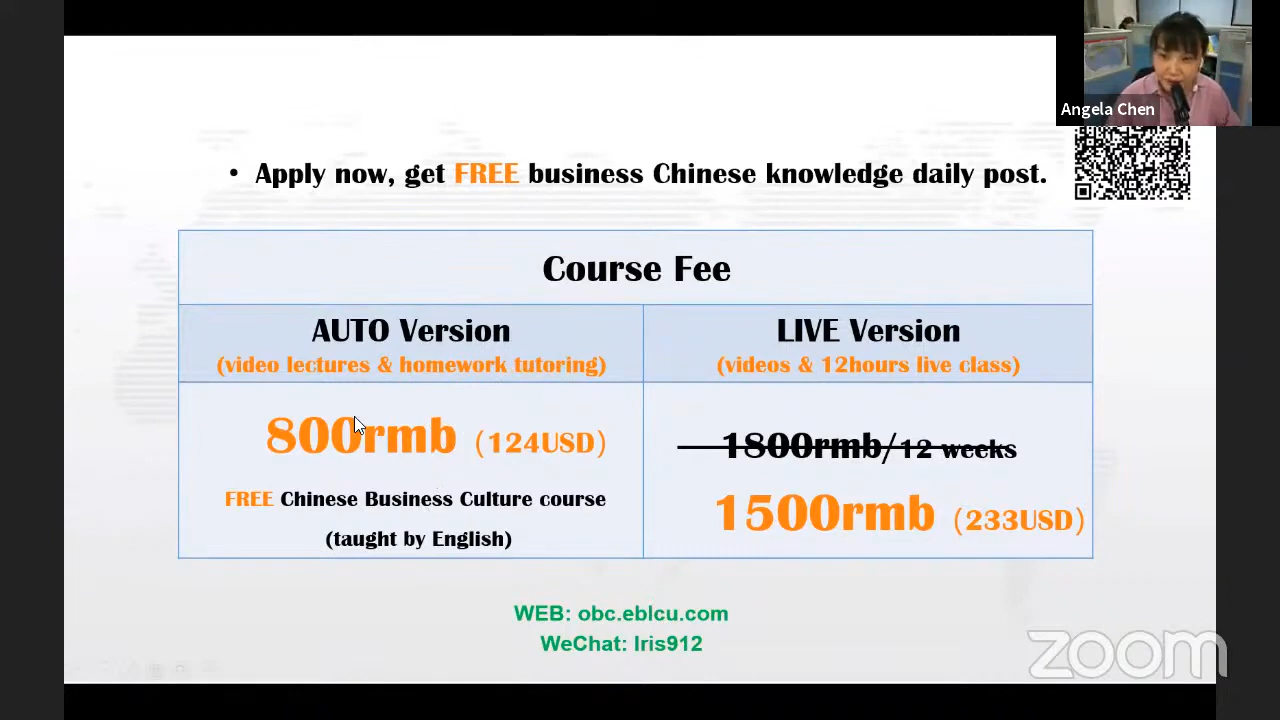 Angela Chen
• Apply now, get FREE business Chinese knowledge daily post.
Course Fee
AUTO Version
(video lectures & homework tutoring)
LIVE Version
(videos & 12hours live class)
800rmb (124USD)
FREE Chinese Business Culture course
(taught by English)
1800rmb/12 weeks
1500rmb (233USD)
WEB: obc.eblcu.com
WeChat: Iris912
zoom